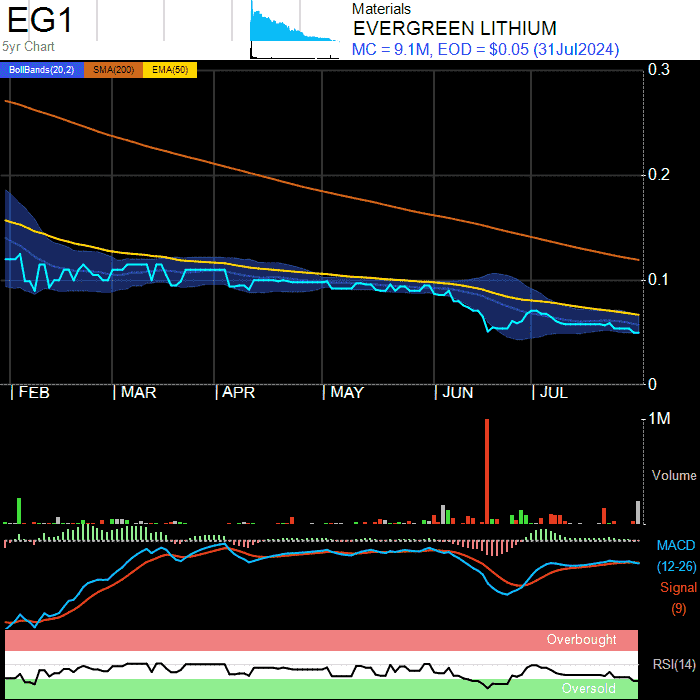 EG1
5yr Chart
Materials
EVERGREEN LITHIUM
MC = 9.1M, EOD = $0.05 (31Jul2024)
BollBands(20,2) SMA(200) EMA(50)
0.3
0.2
0.1
0
FEB MAR APR MAY JUN JUL
1M
Volume
MACD
(12-26)
Signal
(9)
Overbought
RSI(14)
Oversold